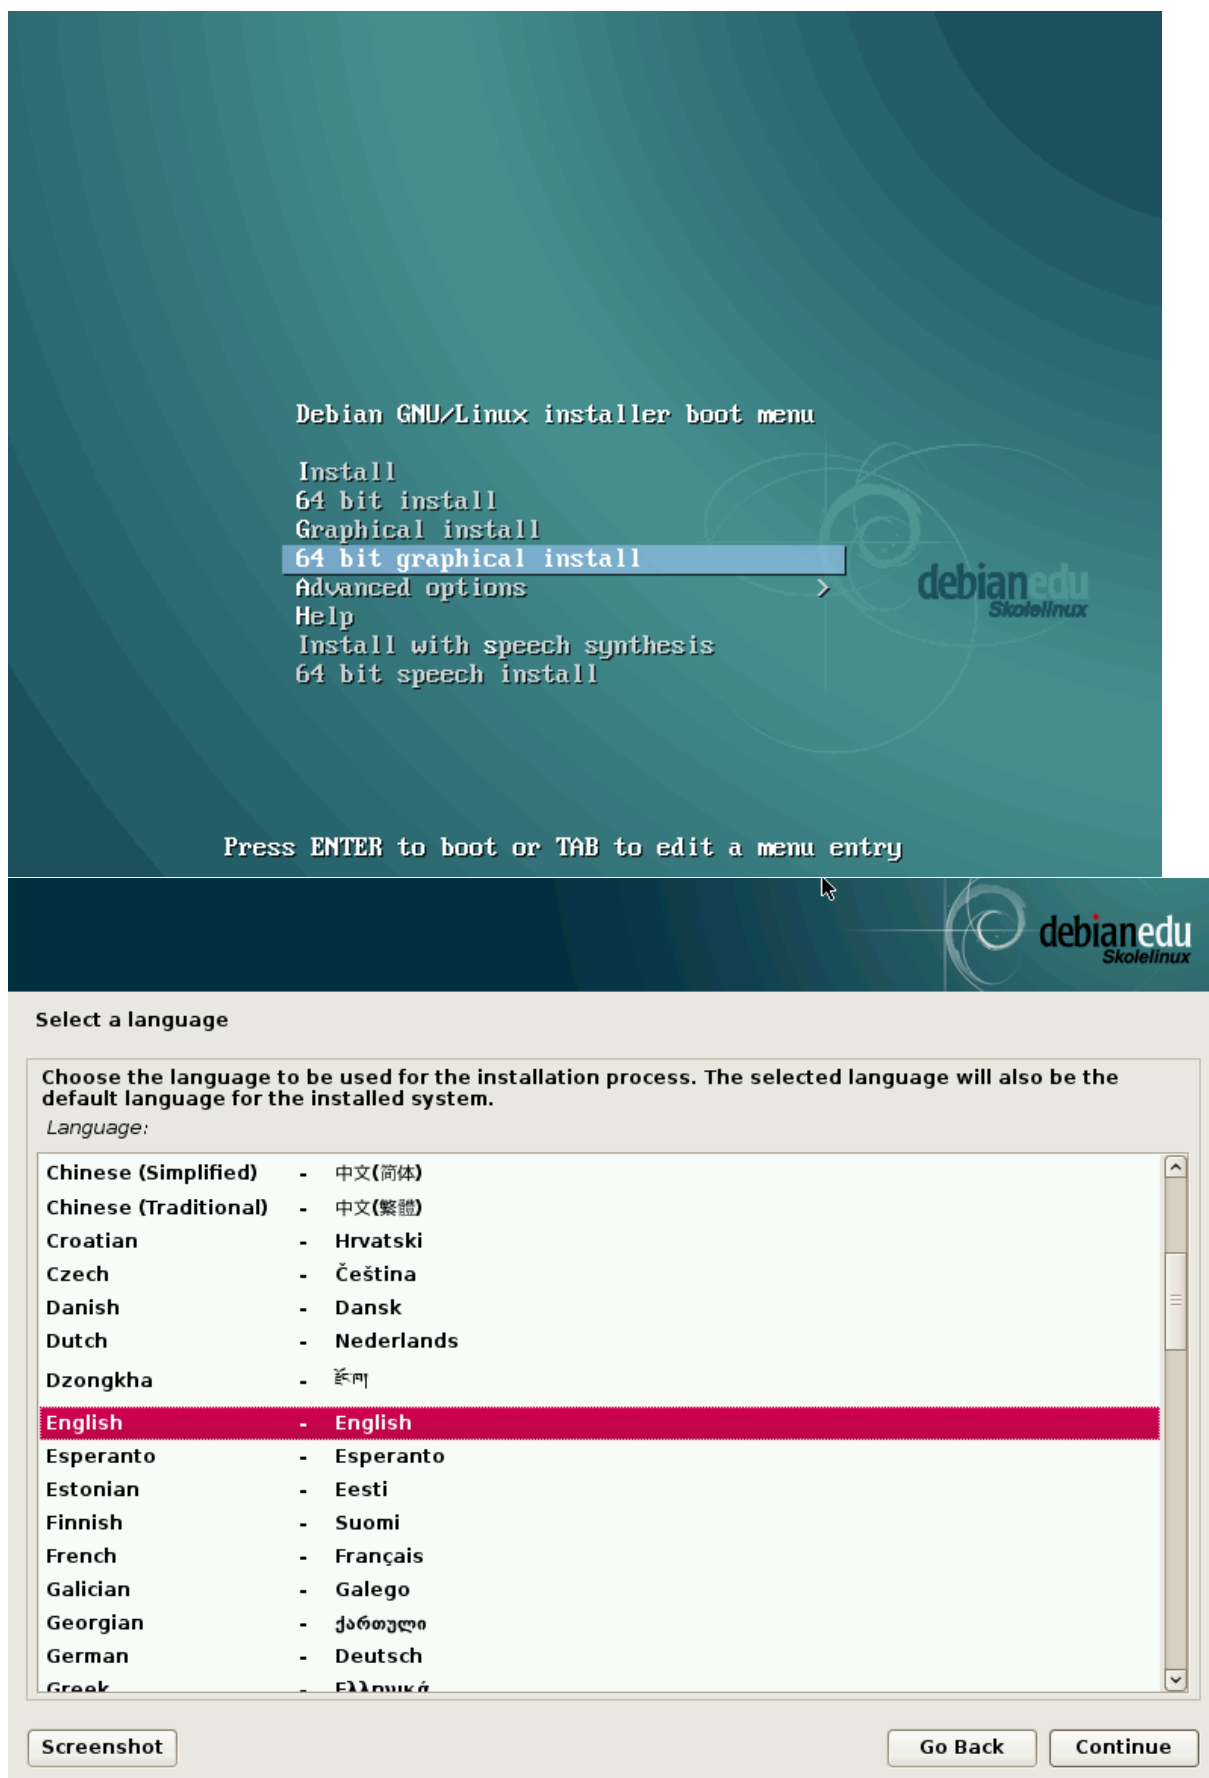 Debian GNU/Linux installer boot menu
Install
64 bit install
Graphical install
64 bit graphical install
Advanced options >
Help
Install with speech synthesis
64 bit speech install
debianedu
Skolelinux
Press ENTER to boot or TAB to edit a menu entry
debianedu
Skolelinux
Select a language
Choose the language to be used for the installation process. The selected language will also be the
default language for the installed system.
Language:
Chinese (Simplified) - 中文(简体)
Chinese (Traditional) - 中文(繁體)
Croatian - Hrvatski
Czech - Čeština
Danish - Dansk
Dutch - Nederlands
Dzongkha - རྫོང་ཁ།
English - English
Esperanto - Esperanto
Estonian - Eesti
Finnish - Suomi
French - Français
Galician - Galego
Georgian - ქართული
German - Deutsch
Greek - Ελληνικά
Screenshot
Go Back Continue